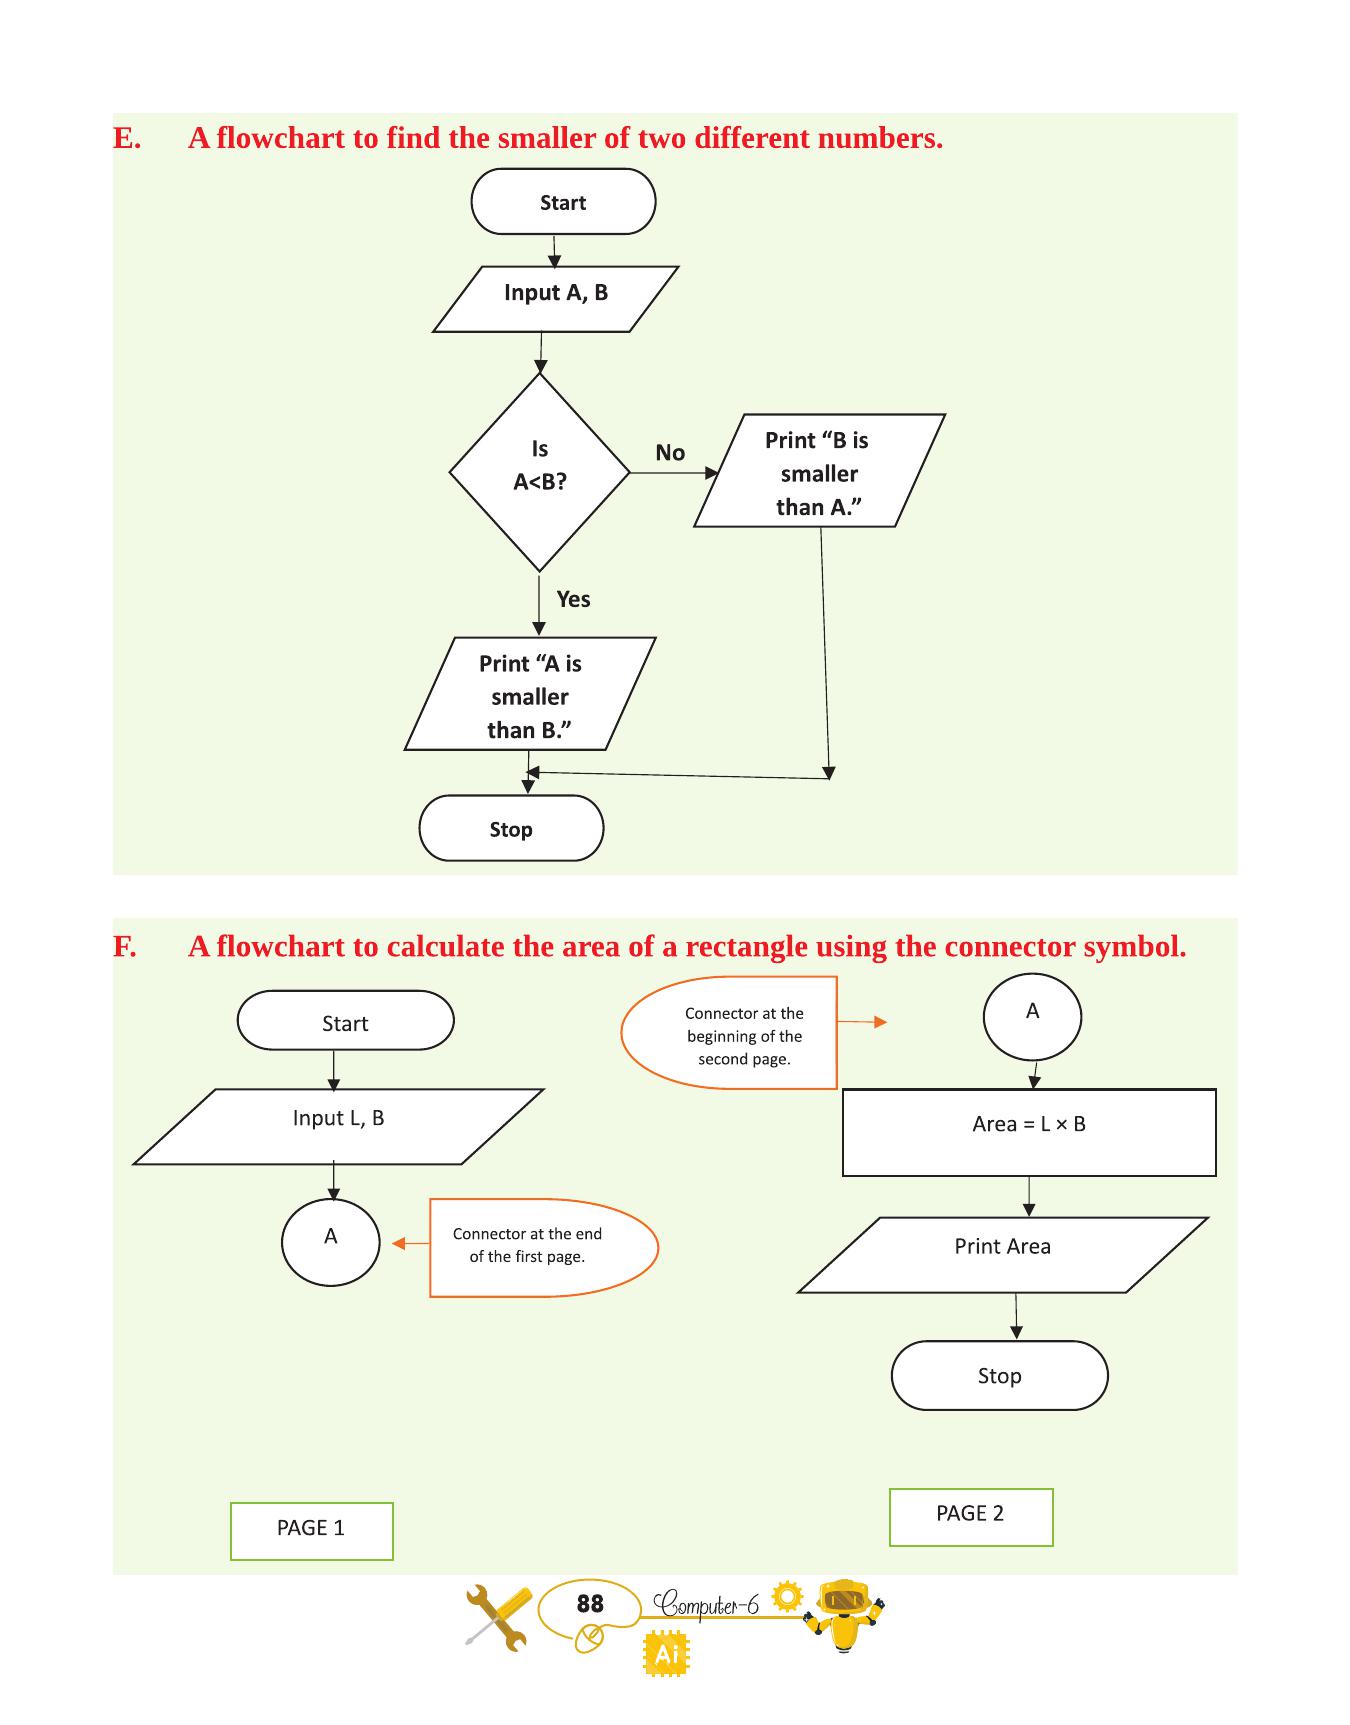 E. A flowchart to find the smaller of two different numbers.
Start
Input A, B
Is
A<B?
No
Print “B is
smaller
than A.”
Yes
Print “A is
smaller
than B.”
Stop
F. A flowchart to calculate the area of a rectangle using the connector symbol.
Start
Input L, B
A
Connector at the end
of the first page.
PAGE 1
Connector at the
beginning of the
second page.
A
Area = L × B
Print Area
Stop
PAGE 2
88
Computer-6
Ai